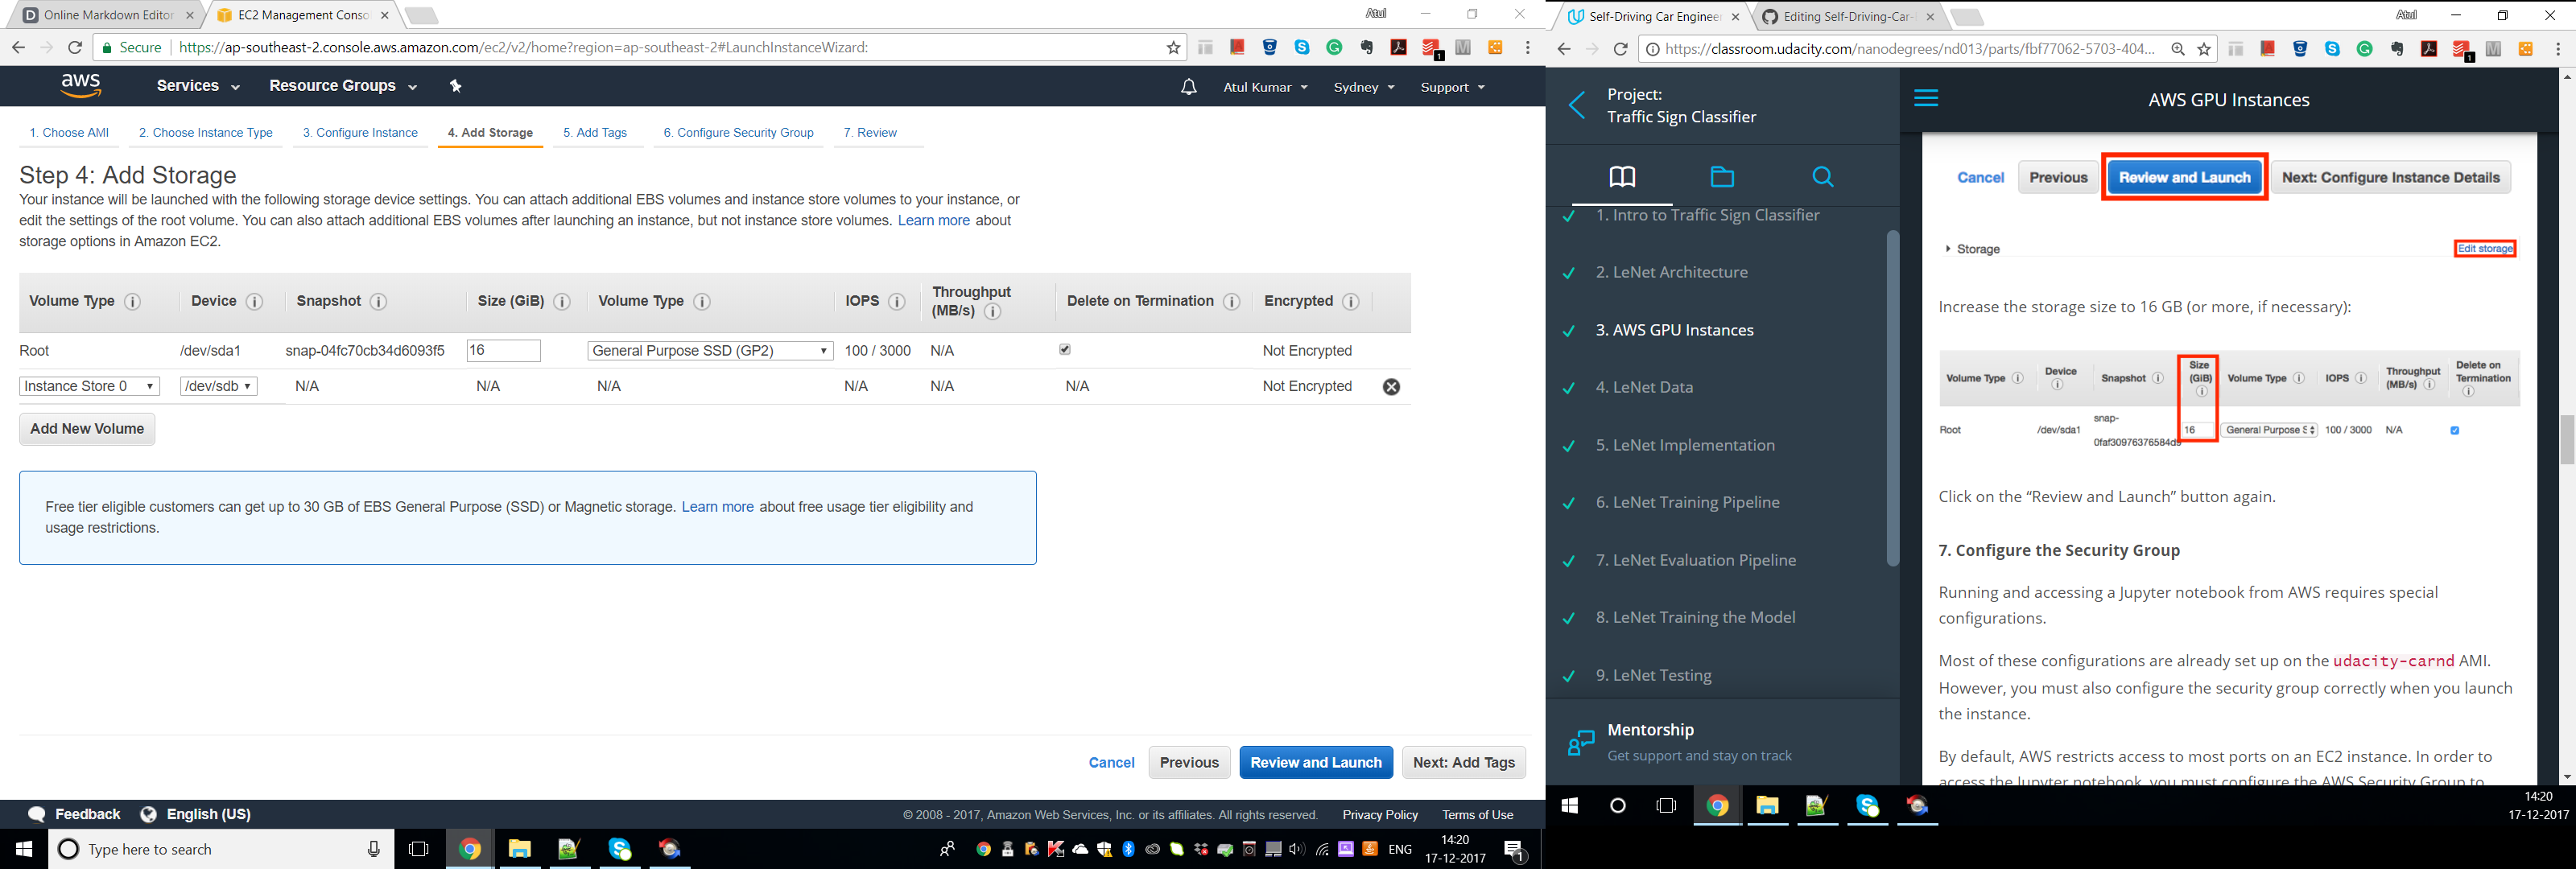 Online Markdown Editor
EC2 Management Conso
Atul
Secure
https://ap-southeast-2.console.aws.amazon.com/ec2/v2/home?region=ap-southeast-2#LaunchInstanceWizard:
aws
Services
Resource Groups
Atul Kumar
Sydney
Support
1. Choose AMI
2. Choose Instance Type
3. Configure Instance
4. Add Storage
5. Add Tags
6. Configure Security Group
7. Review
Step 4: Add Storage
Your instance will be launched with the following storage device settings. You can attach additional EBS volumes and instance store volumes to your instance, or
edit the settings of the root volume. You can also attach additional EBS volumes after launching an instance, but not instance store volumes. Learn more about
storage options in Amazon EC2.
Volume Type
Device
Snapshot
Size (GiB)
Volume Type
IOPS
Throughput
(MB/s)
Delete on Termination
Encrypted
Root
/dev/sda1
snap-04fc70cb34d6093f5
16
General Purpose SSD (GP2)
100 / 3000
N/A
Not Encrypted
Instance Store 0
/dev/sdb
N/A
N/A
N/A
N/A
N/A
N/A
Not Encrypted
Add New Volume
Free tier eligible customers can get up to 30 GB of EBS General Purpose (SSD) or Magnetic storage. Learn more about free usage tier eligibility and
usage restrictions.
Cancel
Previous
Review and Launch
Next: Add Tags
Feedback
English (US)
© 2008 - 2017, Amazon Web Services, Inc. or its affiliates. All rights reserved.
Privacy Policy
Terms of Use
Type here to search
ENG
14:20
17-12-2017
1
Self-Driving Car Engineer
Editing Self-Driving-Car-
Atul
https://classroom.udacity.com/nanodegrees/nd013/parts/fbf77062-5703-404...
Project:
Traffic Sign Classifier
1. Intro to Traffic Sign Classifier
2. LeNet Architecture
3. AWS GPU Instances
4. LeNet Data
5. LeNet Implementation
6. LeNet Training Pipeline
7. LeNet Evaluation Pipeline
8. LeNet Training the Model
9. LeNet Testing
Mentorship
Get support and stay on track
AWS GPU Instances
Cancel
Previous
Review and Launch
Next: Configure Instance Details
Storage
Edit storage
Increase the storage size to 16 GB (or more, if necessary):
Volume Type
Device
Snapshot
Size
(GiB)
Volume Type
IOPS
Throughput
(MB/s)
Delete on
Termination
Root
/dev/sda1
snap-
0faf30976376584d9
16
General Purpose S
100 / 3000
N/A
Click on the “Review and Launch” button again.
7. Configure the Security Group
Running and accessing a Jupyter notebook from AWS requires special
configurations.
Most of these configurations are already set up on the udacity-carnd AMI.
However, you must also configure the security group correctly when you launch
the instance.
By default, AWS restricts access to most ports on an EC2 instance. In order to
access the Jupyter notebook, you must configure the AWS Security Group to
14:20
17-12-2017